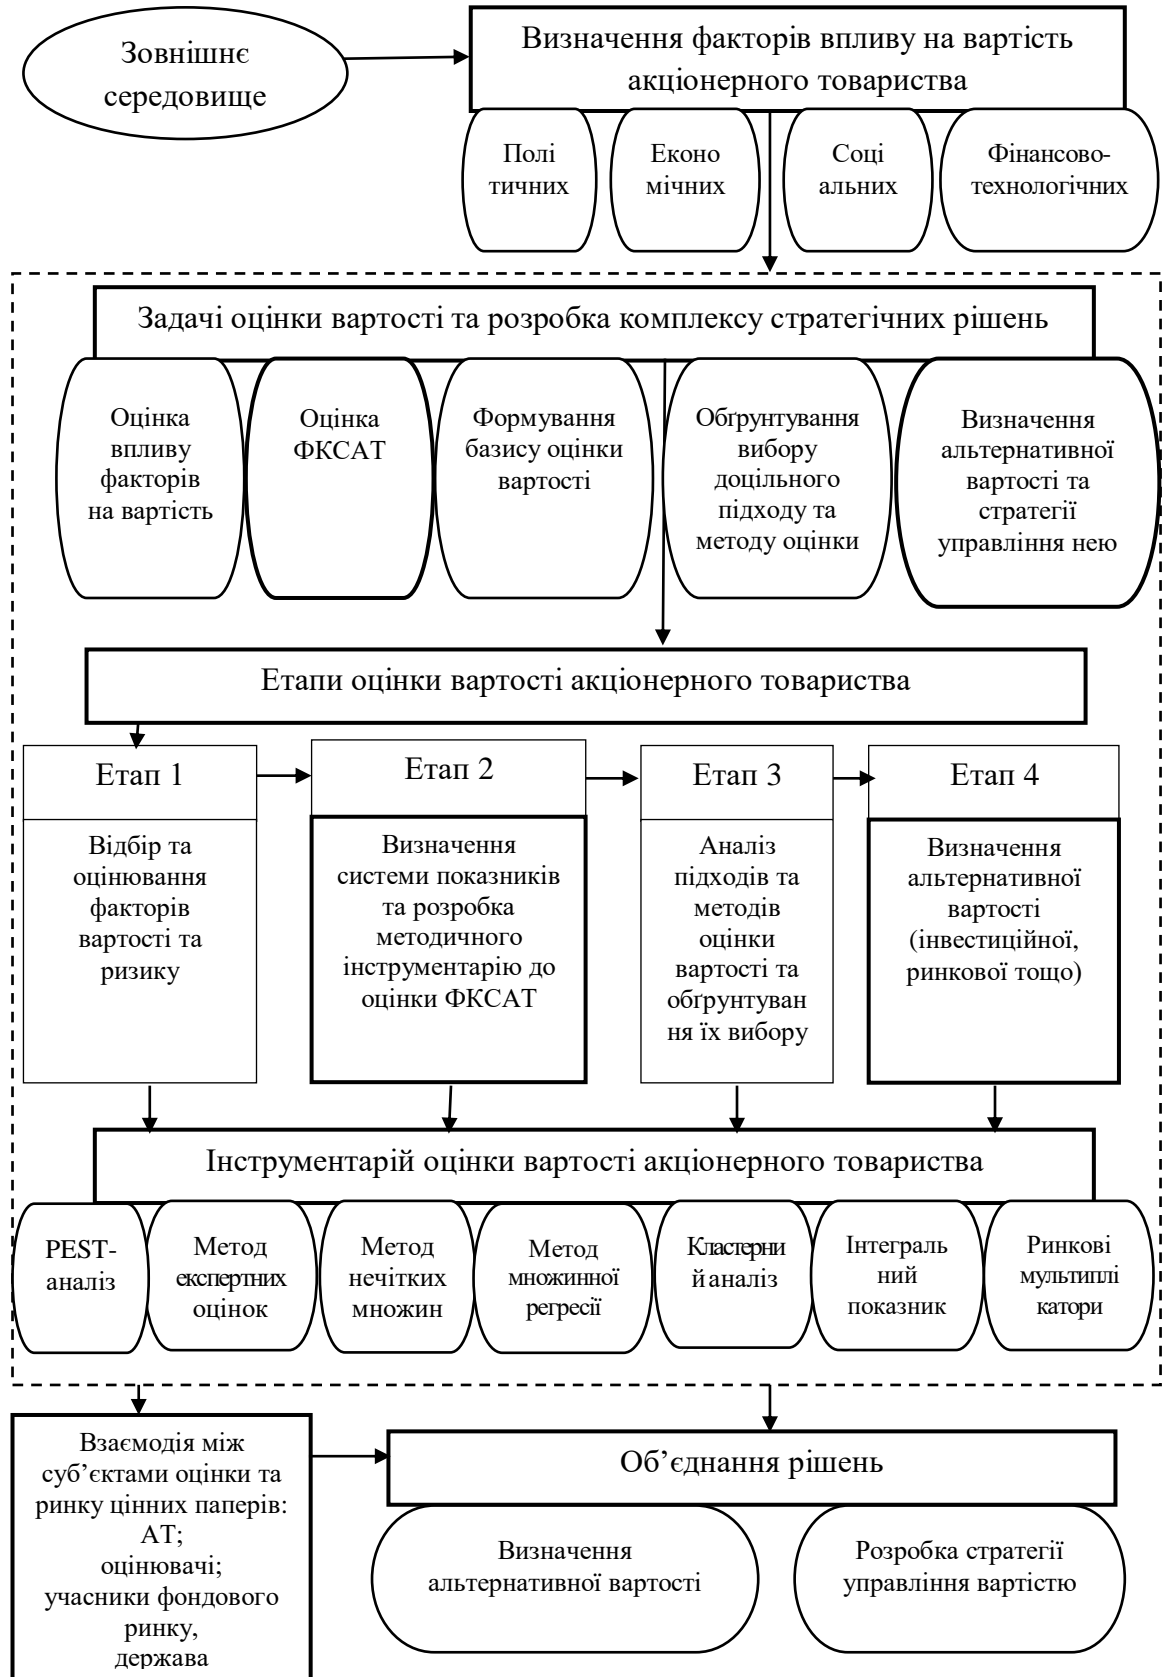 Зовнішнє
середовище
Визначення факторів впливу на вартість
акціонерного товариства
Полі
тичних
Еконо
мічних
Соці
альних
Фінансово-
технологічних
Задачі оцінки вартості та розробка комплексу стратегічних рішень
Оцінка
впливу
факторів
на вартість
Оцінка
ФКСАТ
Формування
базису оцінки
вартості
Обґрунтування
вибору
доцільного
підходу та
методу оцінки
Визначення
альтернативної
вартості та
стратегії
управління нею
Етапи оцінки вартості акціонерного товариства
Етап 1
Відбір та
оцінювання
факторів
вартості та
ризику
Етап 2
Визначення
системи показників
та розробка
методичного
інструментарію до
оцінки ФКСАТ
Етап 3
Аналіз
підходів та
методів
оцінки
вартості та
обґрунтуван
ня їх вибору
Етап 4
Визначення
альтернативної
вартості
(інвестиційної,
ринкової тощо)
Інструментарій оцінки вартості акціонерного товариства
PEST-
аналіз
Метод
експертних
оцінок
Метод
нечітких
множин
Метод
множинної
регресії
Кластерни
й аналіз
Інтеграль
ний
показник
Ринкові
мультиплі
катори
Взаємодія між
суб’єктами оцінки та
ринку цінних паперів:
АТ;
оцінювачі;
учасники фондового
ринку,
держава
Об’єднання рішень
Визначення
альтернативної вартості
Розробка стратегії
управління вартістю